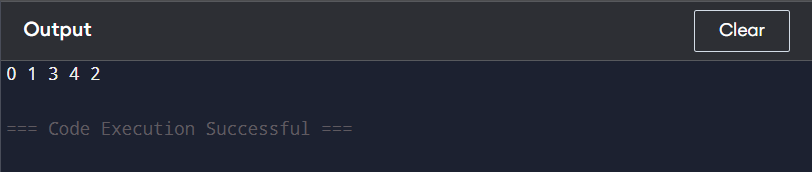 Output
Clear
0 1 3 4 2
=== Code Execution Successful ===